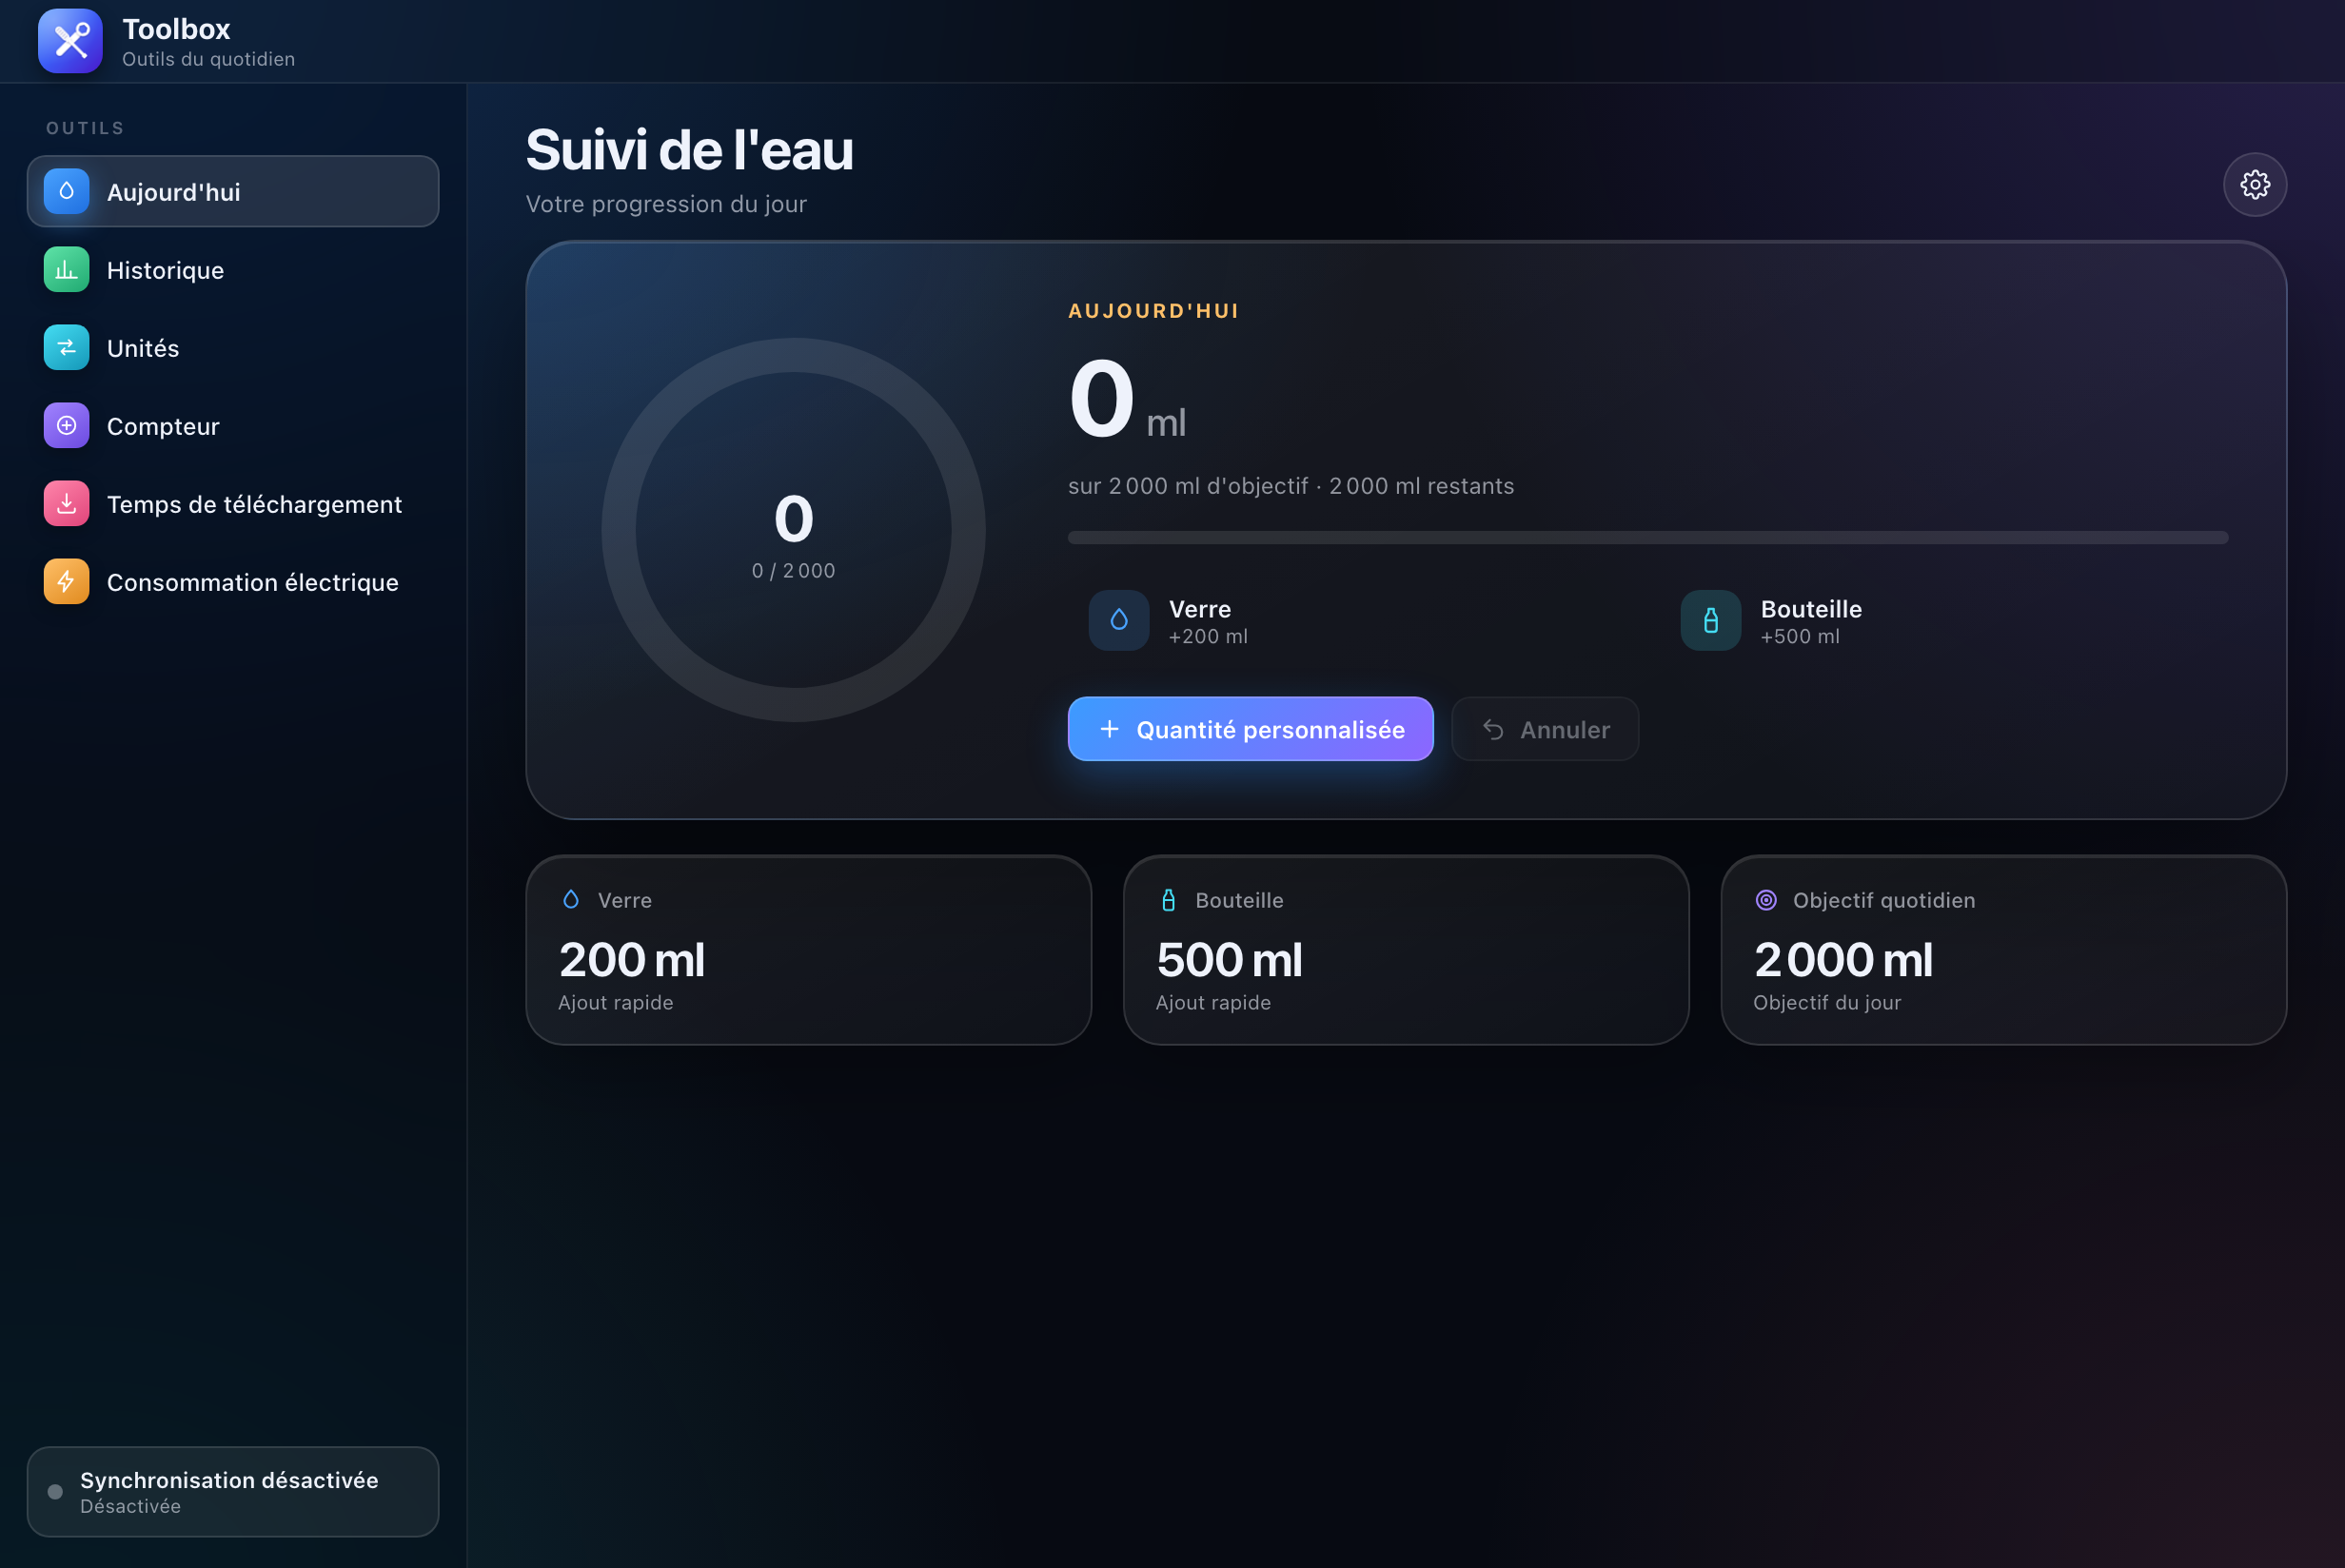 Toolbox
Outils du quotidien
OUTILS
Aujourd'hui
Historique
Unités
Compteur
Temps de téléchargement
Consommation électrique
Synchronisation désactivée
Désactivée
Suivi de l'eau
Votre progression du jour
0
0 / 2 000
AUJOURD'HUI
0 ml
sur 2 000 ml d'objectif · 2 000 ml restants
Verre
+200 ml
Bouteille
+500 ml
Quantité personnalisée
Annuler
Verre
200 ml
Ajout rapide
Bouteille
500 ml
Ajout rapide
Objectif quotidien
2 000 ml
Objectif du jour